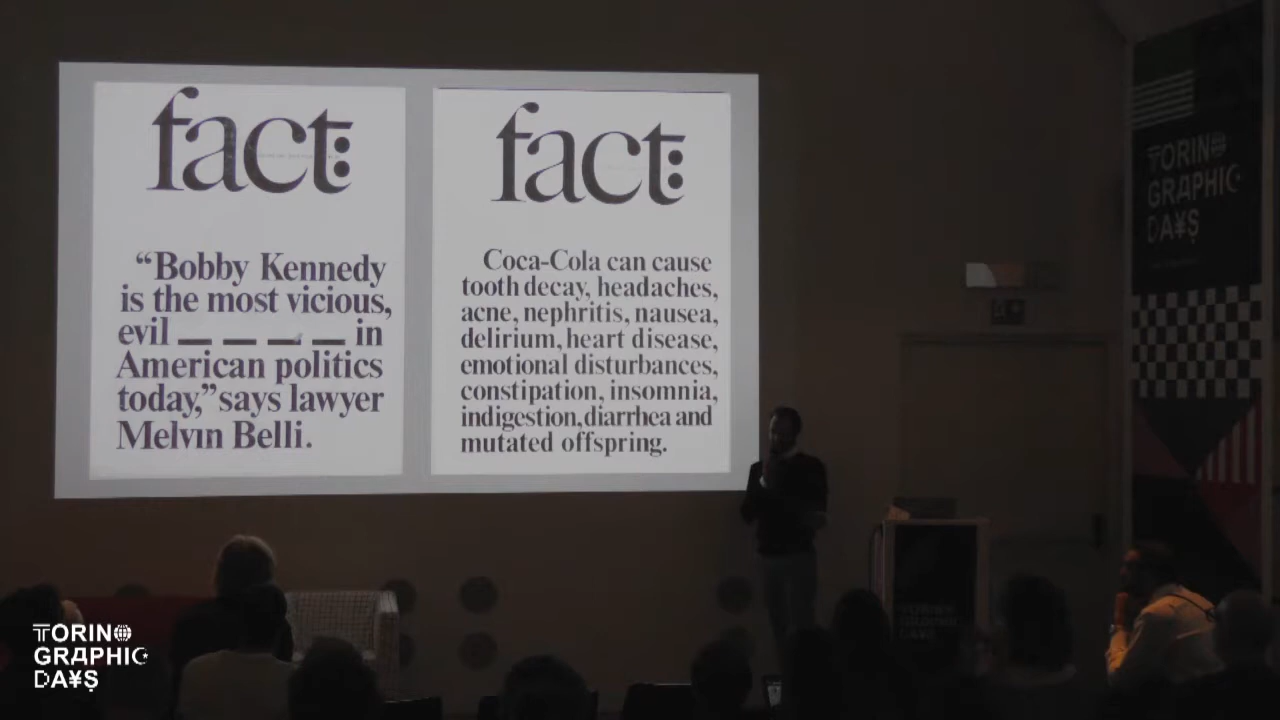 fact:
“Bobby Kennedy
is the most vicious,
evil _ _ _ _ in
American politics
today,” says lawyer
Melvin Belli.
fact:
Coca-Cola can cause
tooth decay, headaches,
acne, nephritis, nausea,
delirium, heart disease,
emotional disturbances,
constipation, insomnia,
indigestion, diarrhea and
mutated offspring.
TORINO
GRAPHIC
DA¥Ş
TORINO
GRAPHIC
DA¥Ş